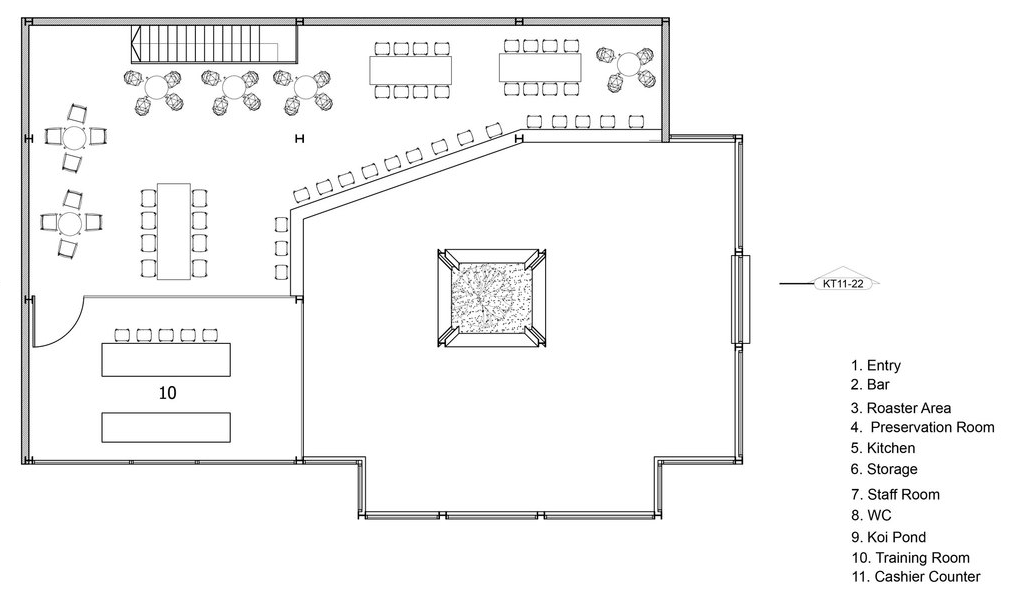 KT11-22
10
1. Entry
2. Bar
3. Roaster Area
4. Preservation Room
5. Kitchen
6. Storage
7. Staff Room
8. WC
9. Koi Pond
10. Training Room
11. Cashier Counter